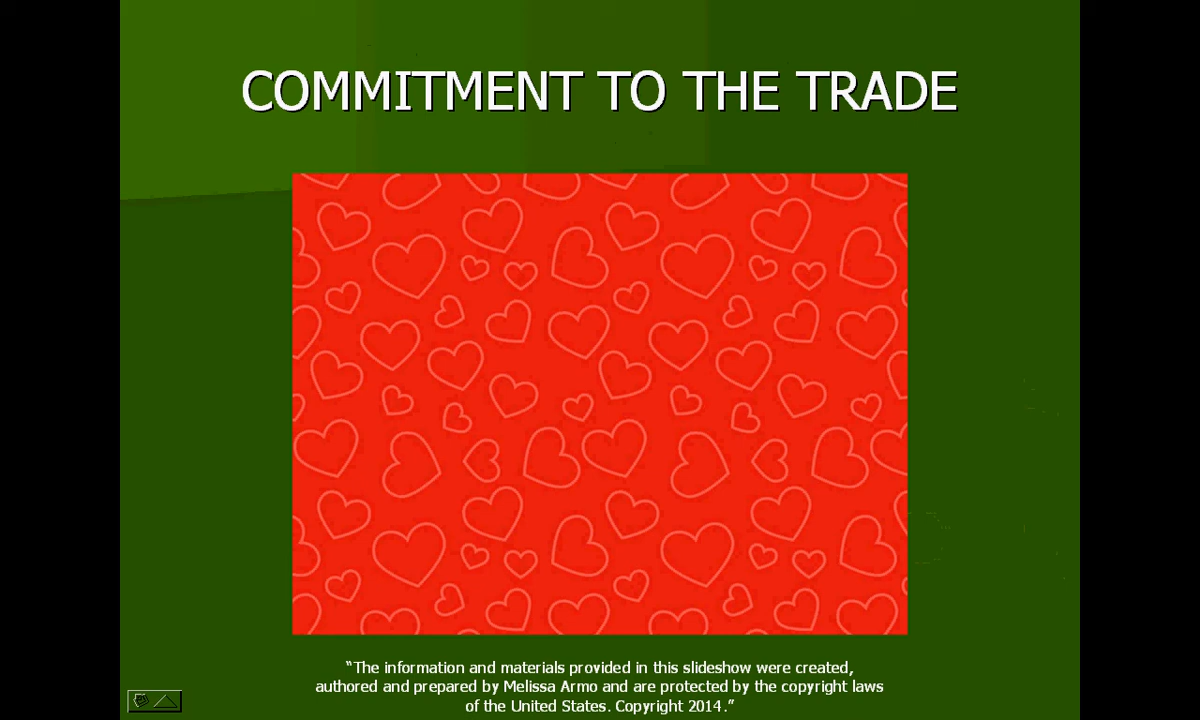 COMMITMENT TO THE TRADE
“The information and materials provided in this slideshow were created,
authored and prepared by Melissa Armo and are protected by the copyright laws
of the United States. Copyright 2014.”